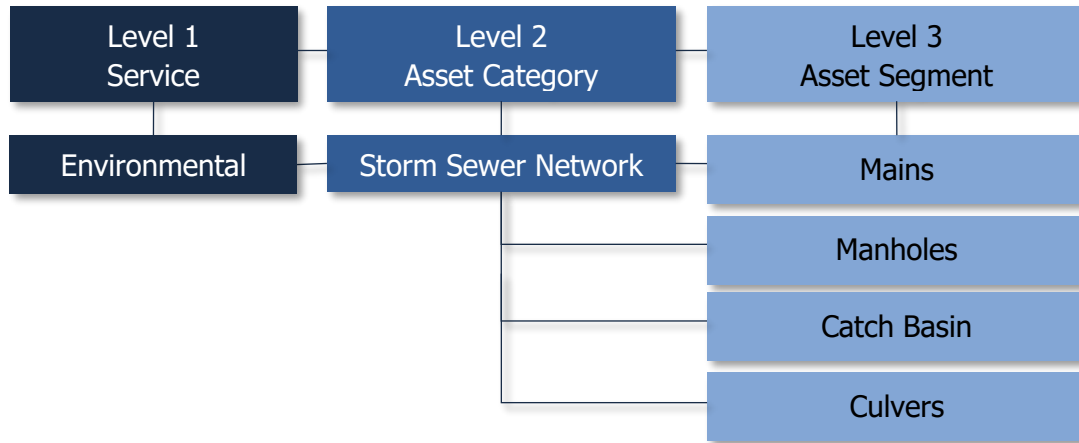 Level 1
Service
Level 2
Asset Category
Level 3
Asset Segment
Environmental
Storm Sewer Network
Mains
Manholes
Catch Basin
Culvers